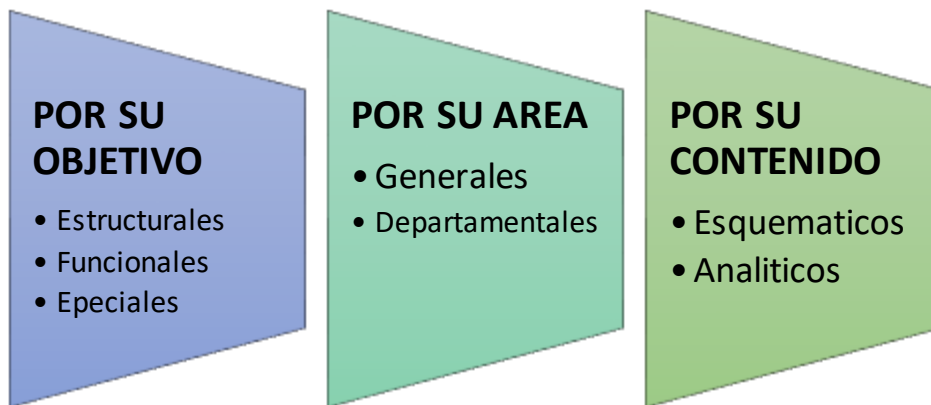 POR SU
OBJETIVO
• Estructurales
• Funcionales
• Epeciales
POR SU AREA
• Generales
• Departamentales
POR SU
CONTENIDO
• Esquematicos
• Analiticos